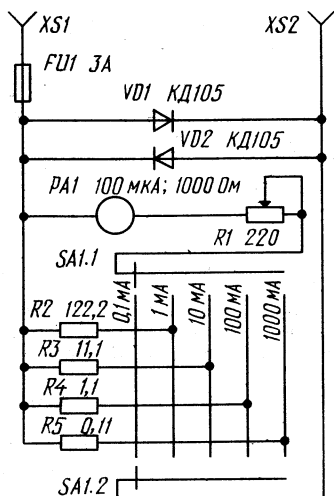 XS1
XS2
FU1 3А
VD1 КД105
VD2 КД105
РА1 100 мкА; 1000 Ом
R1 220
SA1.1
0,1 мА
1 мА
10 мА
100 мА
1000 мА
R2 122,2
R3 11,1
R4 1,1
R5 0,11
SA1.2